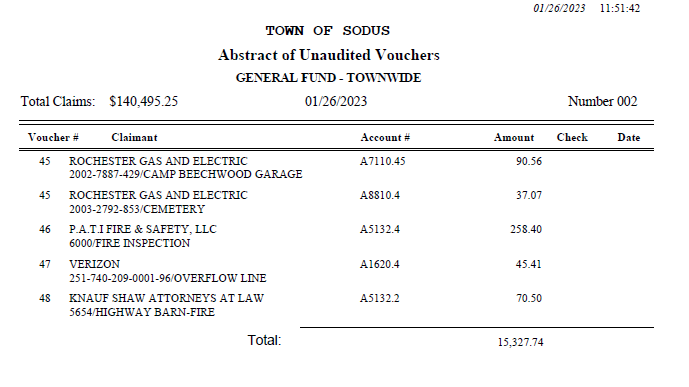 01/26/2023 11:51:42
TOWN OF SODUS
Abstract of Unaudited Vouchers
GENERAL FUND - TOWNWIDE
Total Claims: $140,495.25 01/26/2023 Number 002
Voucher # Claimant Account # Amount Check Date
45 ROCHESTER GAS AND ELECTRIC A7110.45 90.56
2002-7887-429/CAMP BEECHWOOD GARAGE
45 ROCHESTER GAS AND ELECTRIC A8810.4 37.07
2003-2792-853/CEMETERY
46 P.A.T.I FIRE & SAFETY, LLC A5132.4 258.40
6000/FIRE INSPECTION
47 VERIZON A1620.4 45.41
251-740-209-0001-96/OVERFLOW LINE
48 KNAUF SHAW ATTORNEYS AT LAW A5132.2 70.50
5654/HIGHWAY BARN-FIRE
Total: 15,327.74